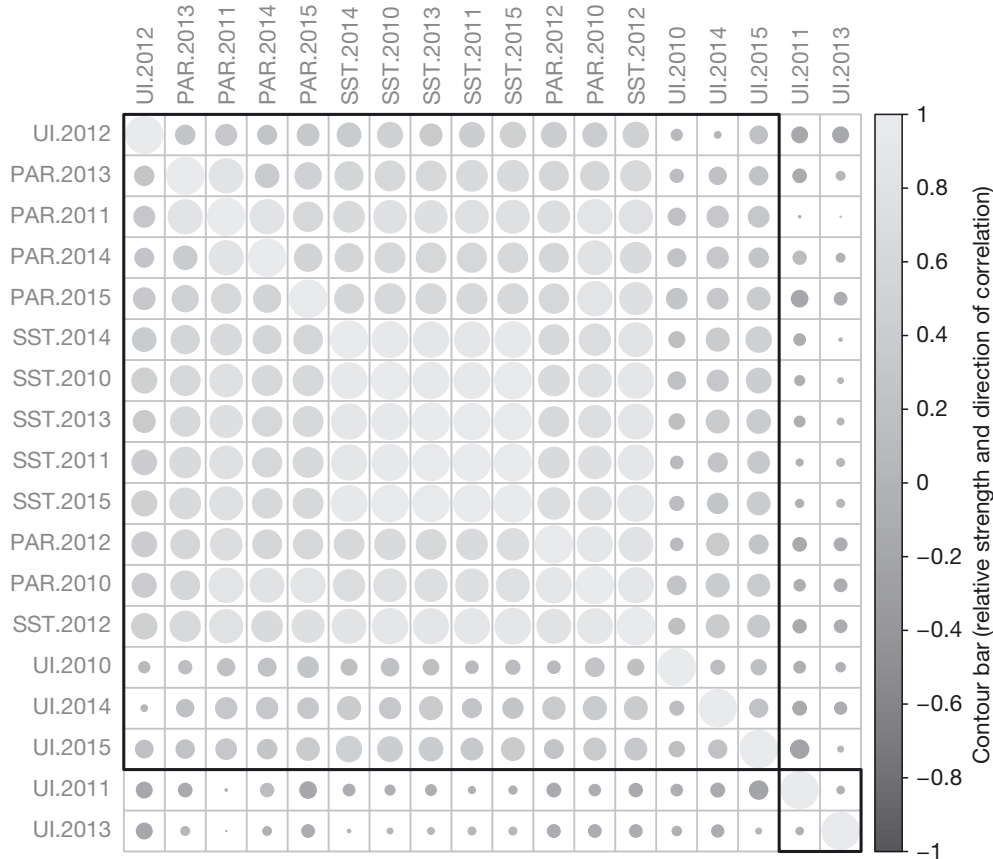 UI.2012
PAR.2013
PAR.2011
PAR.2014
PAR.2015
SST.2014
SST.2010
SST.2013
SST.2011
SST.2015
PAR.2012
PAR.2010
SST.2012
UI.2010
UI.2014
UI.2015
UI.2011
UI.2013
UI.2012
PAR.2013
PAR.2011
PAR.2014
PAR.2015
SST.2014
SST.2010
SST.2013
SST.2011
SST.2015
PAR.2012
PAR.2010
SST.2012
UI.2010
UI.2014
UI.2015
UI.2011
UI.2013
1
0.8
0.6
0.4
0.2
0
−0.2
−0.4
−0.6
−0.8
−1
Contour bar (relative strength and direction of correlation)